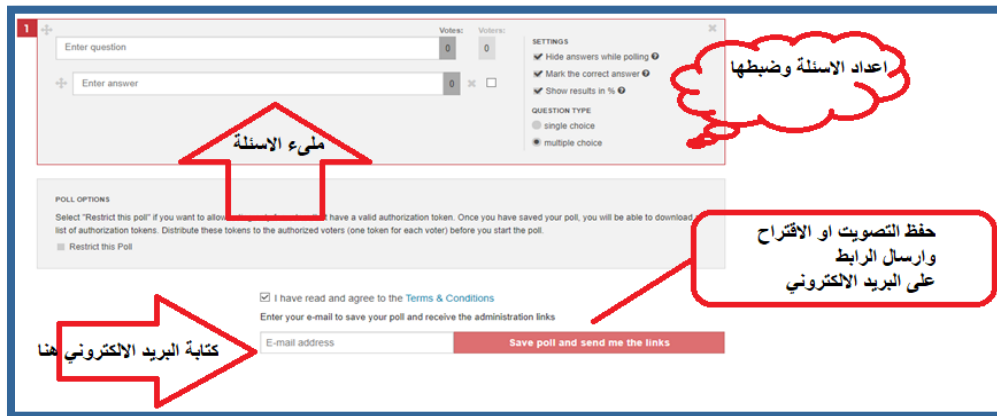 1
Votes: Voters:
Enter question
0 0
Enter answer
0
SETTINGS
Hide answers while polling
Mark the correct answer
Show results in %
QUESTION TYPE
single choice
multiple choice
اعداد الاسئلة وضبطها
مليء الاسئلة
POLL OPTIONS
Select "Restrict this poll" if you want to allow have a valid authorization token. Once you have saved your poll, you will be able to download
list of authorization tokens. Distribute these tokens to the authorized voters (one token for each voter) before you start the poll.
Restrict this Poll
حفظ التصويت او الاقتراح
وارسال الرابط
على البريد الالكتروني
I have read and agree to the Terms & Conditions
Enter your e-mail to save your poll and receive the administration links
E-mail address
Save poll and send me the links
كتابة البريد الالكتروني هنا